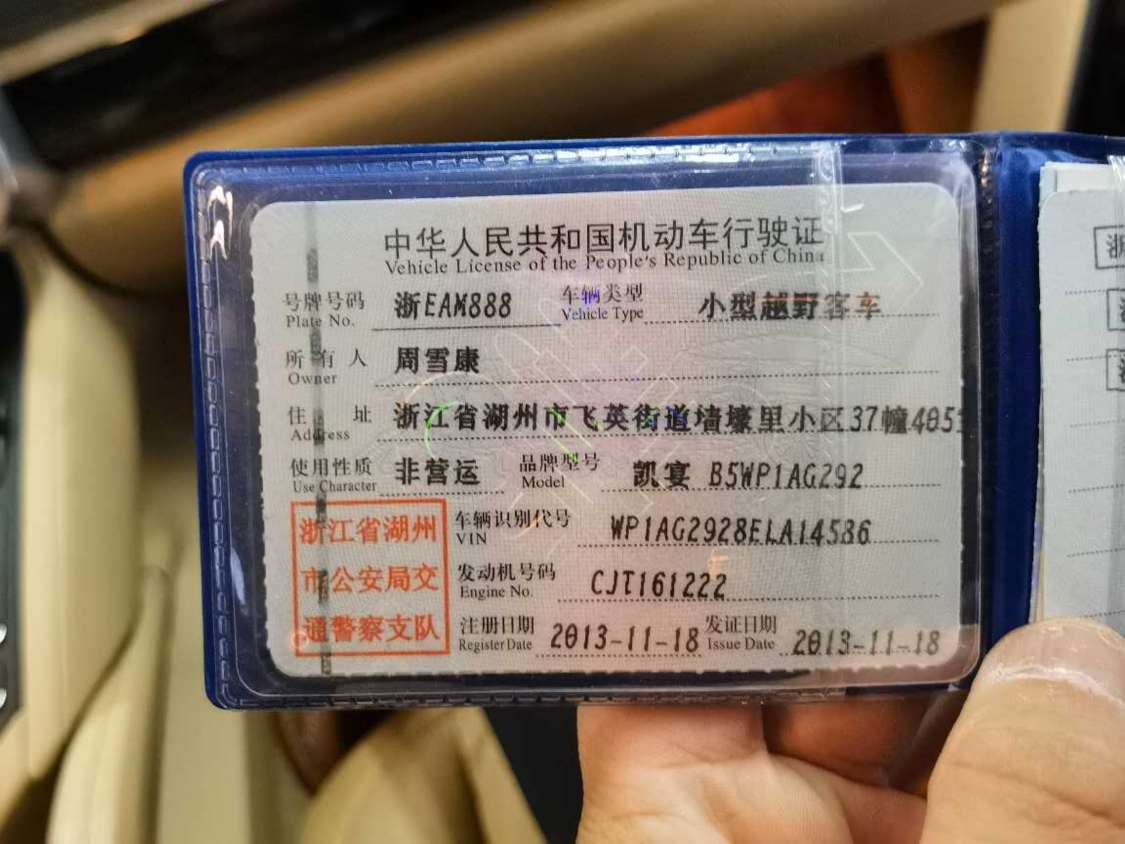 中华人民共和国机动车行驶证
Vehicle License of the People's Republic of China
号牌号码 浙EAM888 车辆类型 小型越野客车
Plate No. Vehicle Type
所有人 周雪康
Owner
住址 浙江省湖州市飞英街道墙壕里小区37幢405
Address
使用性质 非营运 品牌型号 凯宴 B5WP1AG292
Use Character Model
浙江省湖州
市公安局交
通警察支队
车辆识别代号 WP1AG2928ELA14586
VIN
发动机号码 CJT161222
Engine No.
注册日期 2013-11-18 发证日期 2013-11-18
Register Date Issue Date
浙